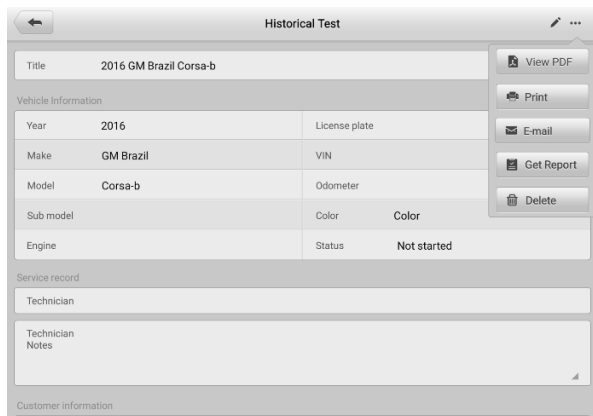 Historical Test
Title 2016 GM Brazil Corsa-b
View PDF
Print
E-mail
Get Report
Delete
Vehicle Information
Year 2016 License plate
Make GM Brazil VIN
Model Corsa-b Odometer
Sub model Color Color
Engine Status Not started
Service record
Technician
Technician
Notes
Customer information